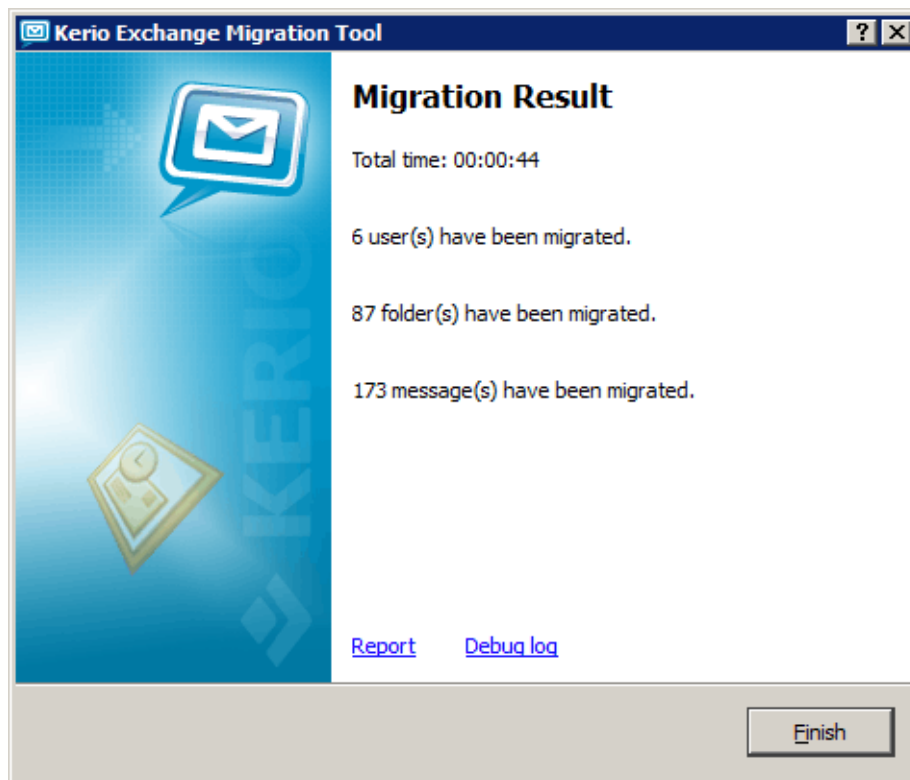 Kerio Exchange Migration Tool
Migration Result
Total time: 00:00:44
6 user(s) have been migrated.
87 folder(s) have been migrated.
173 message(s) have been migrated.
KERIO
Report Debug log
Finish